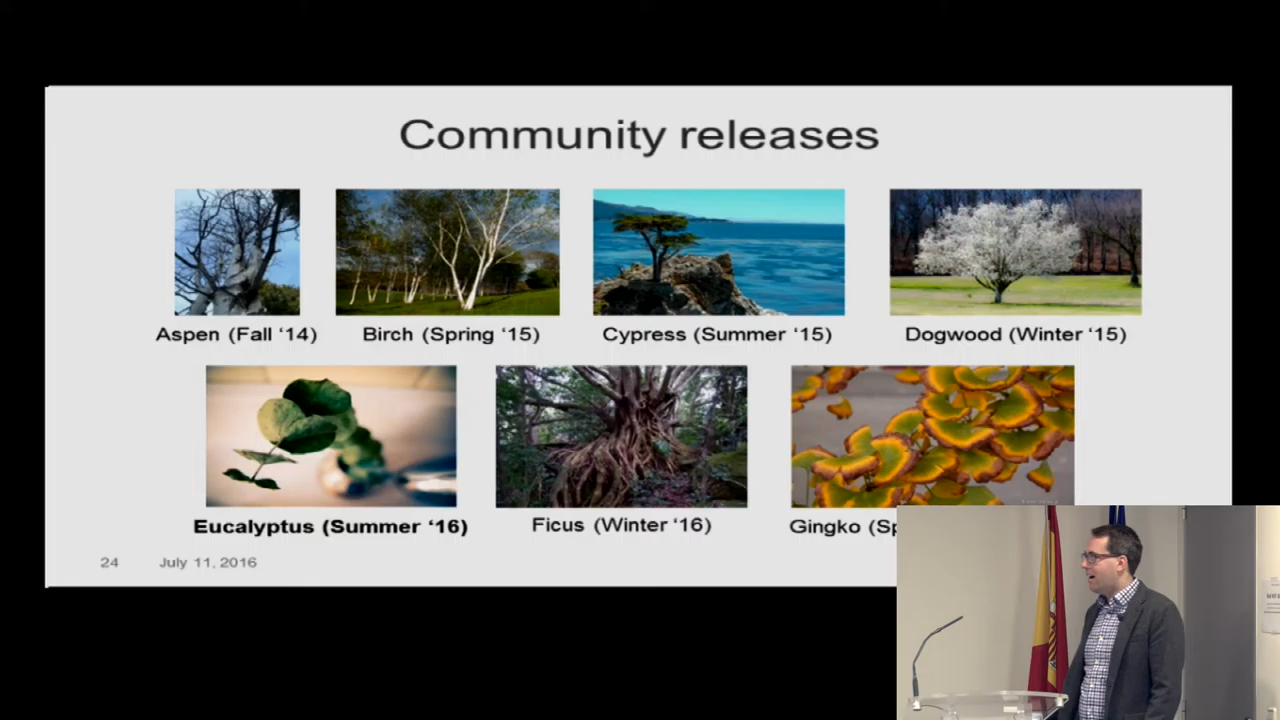 Community releases
Aspen (Fall ‘14)
Birch (Spring ‘15)
Cypress (Summer ‘15)
Dogwood (Winter ‘15)
Eucalyptus (Summer ‘16)
Ficus (Winter ‘16)
Gingko (Sp
24
July 11, 2016